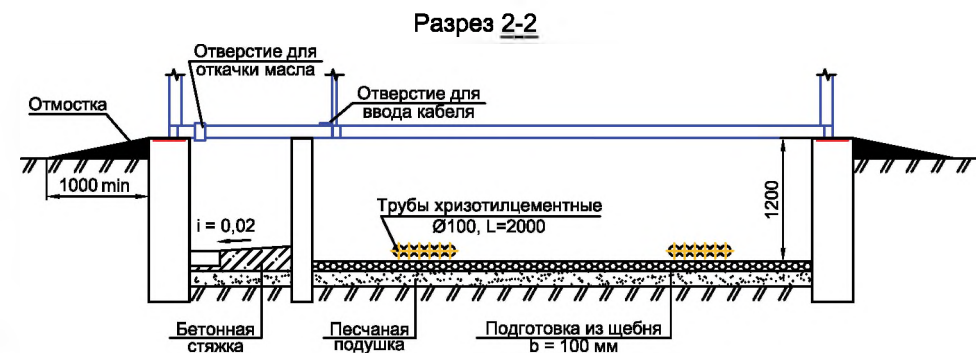 Разрез 2-2
Отверстие для
откачки масла
Отмостка
Отверстие для
ввода кабеля
1000 min
i = 0,02
Трубы хризотилцементные
Ø100, L=2000
1200
Бетонная
стяжка
Песчаная
подушка
Подготовка из щебня
b = 100 мм